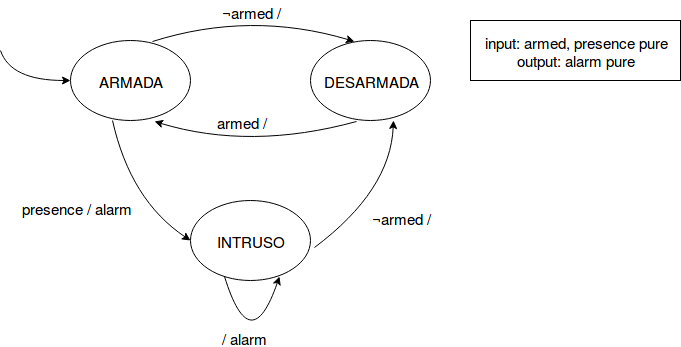 ¬armed /
input: armed, presence pure
output: alarm pure
ARMADA
DESARMADA
armed /
presence / alarm
¬armed /
INTRUSO
/ alarm